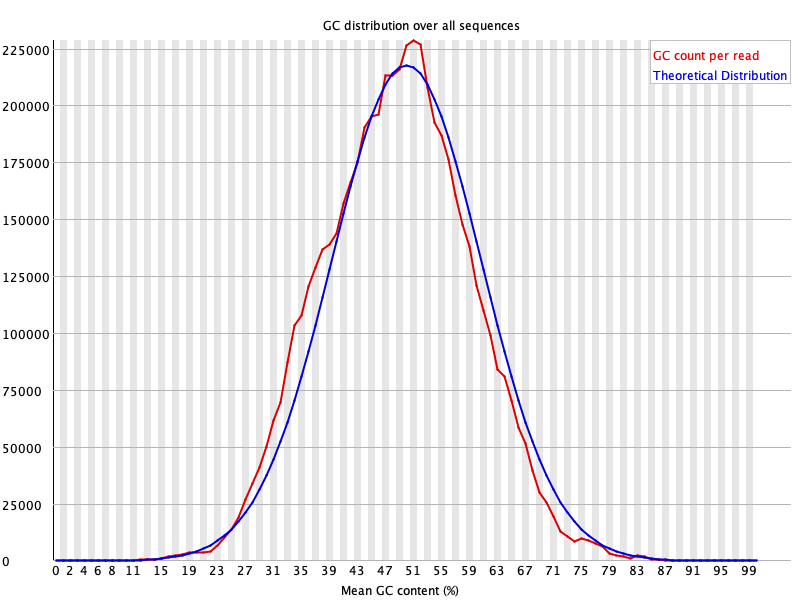 GC distribution over all sequences
225000
GC count per read
Theoretical Distribution
200000
175000
150000
125000
100000
75000
50000
25000
0
0 2 4 6 8 11 15 19 23 27 31 35 39 43 47 51 55 59 63 67 71 75 79 83 87 91 95 99
Mean GC content (%)